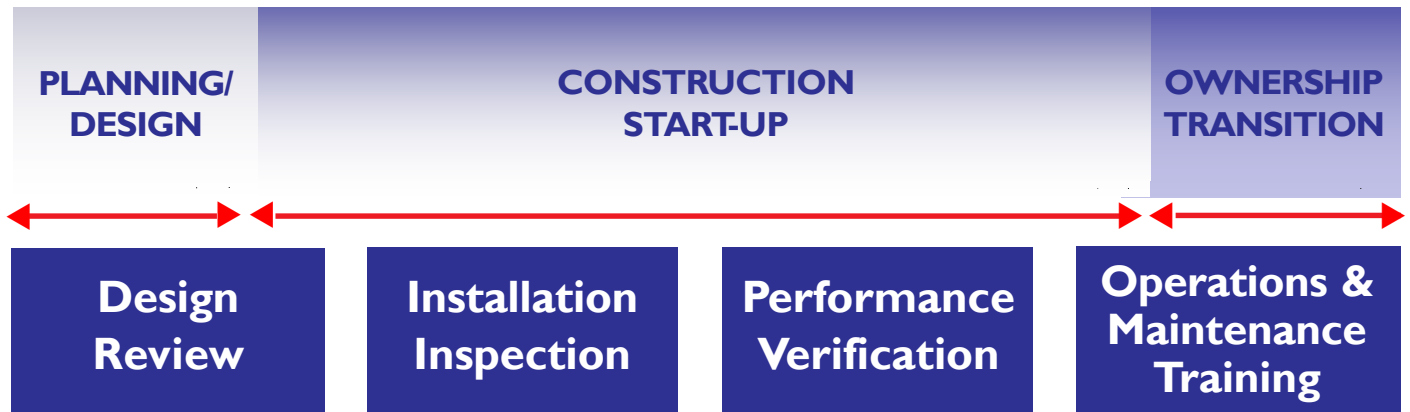 PLANNING/
DESIGN
CONSTRUCTION
START-UP
OWNERSHIP
TRANSITION
Design
Review
Installation
Inspection
Performance
Verification
Operations &
Maintenance
Training